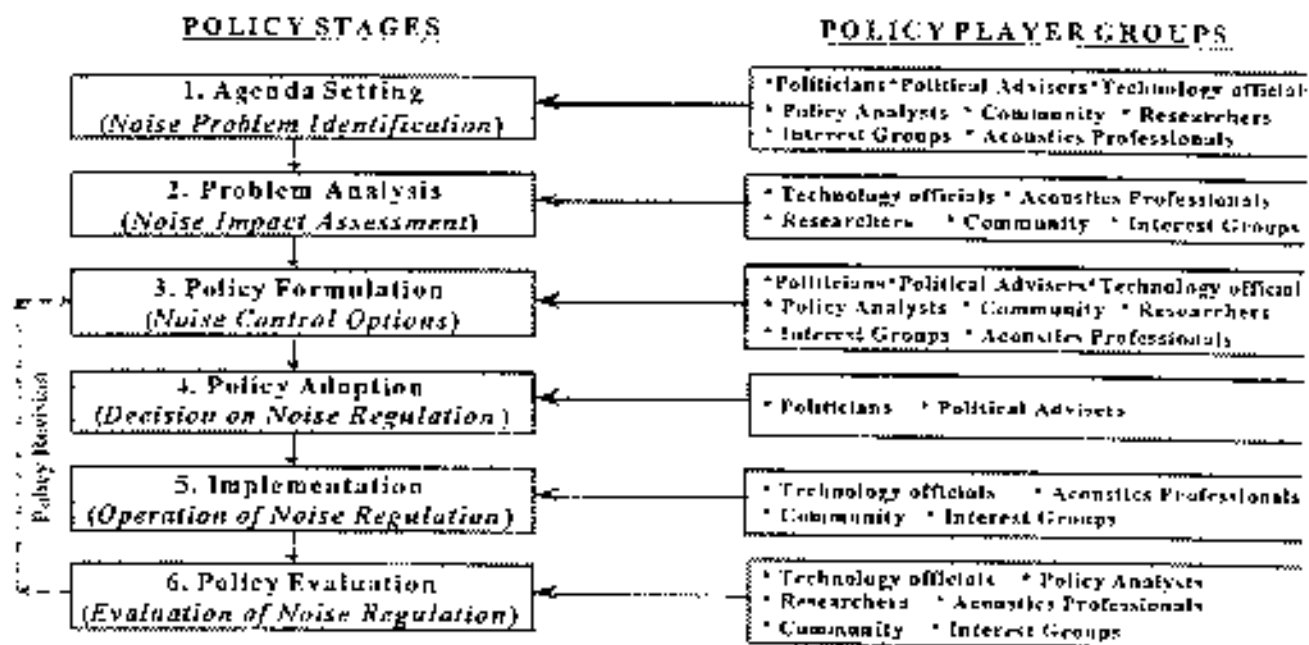 POLICY STAGES
1. Agenda Setting
(Noise Problem Identification)
2. Problem Analysis
(Noise Impact Assessment)
3. Policy Formulation
(Noise Control Options)
4. Policy Adoption
(Decision on Noise Regulation)
5. Implementation
(Operation of Noise Regulation)
6. Policy Evaluation
(Evaluation of Noise Regulation)
Policy Revision
POLICY PLAYER GROUPS
*Politicians *Political Advisers *Technology official
* Policy Analysts * Community * Researchers
* Interest Groups * Acoustics Professionals
* Technology officials * Acoustics Professionals
* Researchers * Community * Interest Groups
*Politicians *Political Advisers *Technology official
* Policy Analysts * Community * Researchers
* Interest Groups * Acoustics Professionals
* Politicians * Political Advisers
* Technology officials * Acoustics Professionals
* Community * Interest Groups
* Technology officials * Policy Analysts
* Researchers * Acoustics Professionals
* Community * Interest Groups